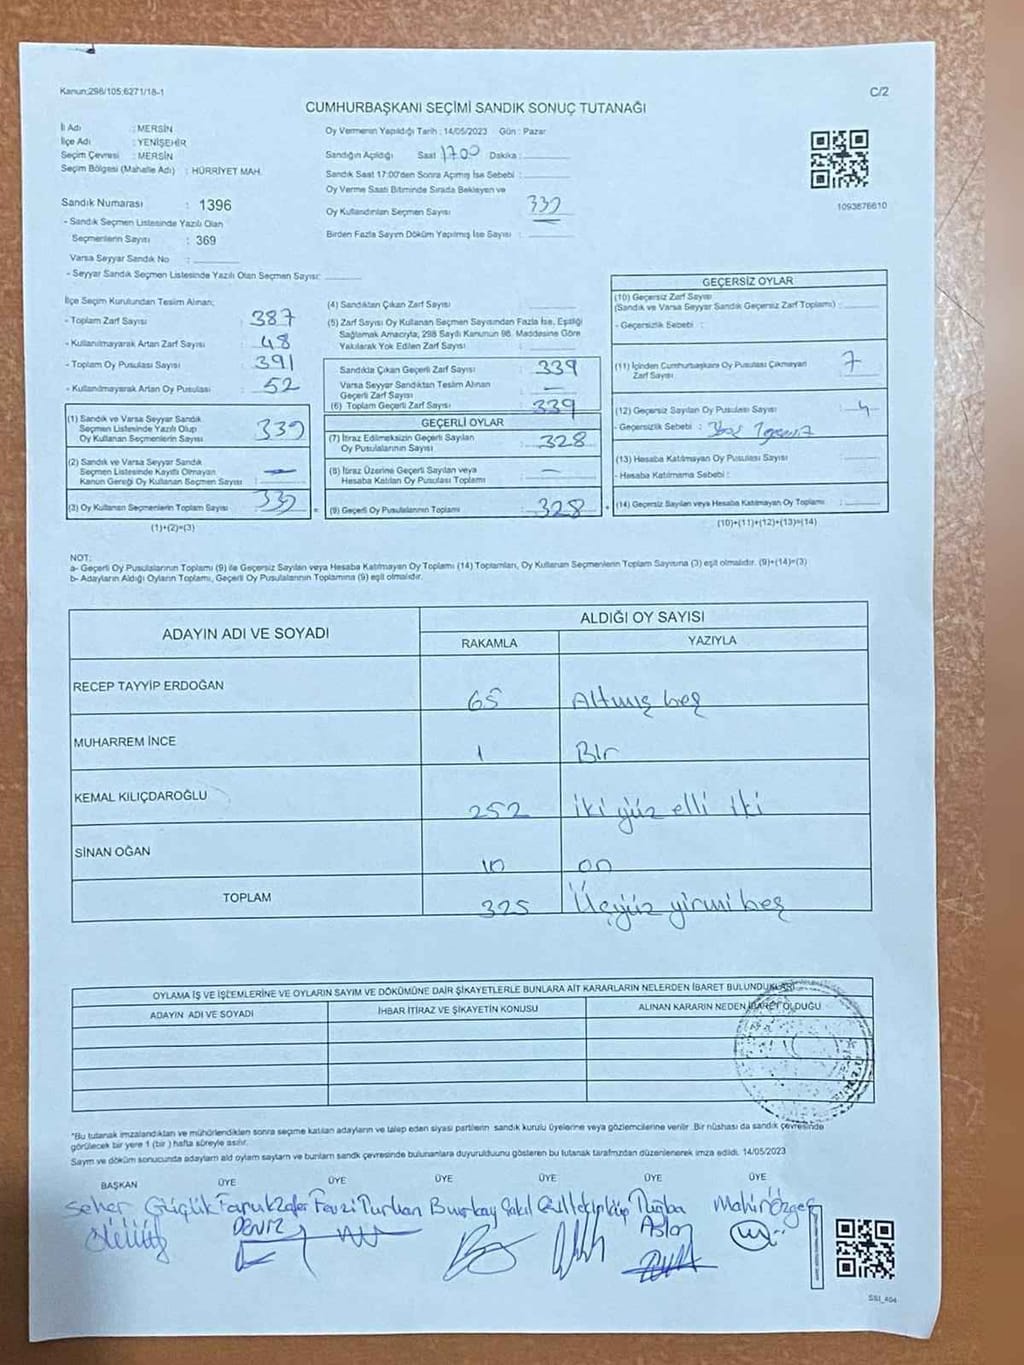 Kanun:298/105;6271/18-1
C/2
CUMHURBAŞKANI SEÇİMİ SANDIK SONUÇ TUTANAĞI
İl Adı : MERSİN
İlçe Adı : YENİŞEHİR
Seçim Çevresi : MERSİN
Seçim Bölgesi (Mahalle Adı) : HÜRRİYET MAH.
Sandık Numarası : 1396
- Sandık Seçmen Listesinde Yazılı Olan
Seçmenlerin Sayısı : 369
Varsa Seyyar Sandık No :
- Seyyar Sandık Seçmen Listesinde Yazılı Olan Seçmen Sayısı:
Oy Vermenin Yapıldığı Tarih : 14/05/2023 Gün : Pazar
Sandığın Açıldığı Saat 17.00 Dakika :
Sandık Saat 17:00'den Sonra Açımış İse Sebebi :
Oy Verme Saati Bitiminde Sırada Bekleyen ve
Oy Kullandırılan Seçmen Sayısı : 339
Birden Fazla Sayım Döküm Yapılmış İse Sayısı :
1093876610
İlçe Seçim Kurulundan Teslim Alınan;
- Toplam Zarf Sayısı : 387
- Kullanılmayarak Artan Zarf Sayısı : 48
- Toplam Oy Pusulası Sayısı : 391
- Kullanılmayarak Artan Oy Pusulası : 52
(1) Sandık ve Varsa Seyyar Sandık
Seçmen Listesinde Yazılı Olup
Oy Kullanan Seçmenlerin Sayısı : 339
(2) Sandık ve Varsa Seyyar Sandık
Seçmen Listesinde Kayıtlı Olmayan
Kanun Gereği Oy Kullanan Seçmen Sayısı : —
(3) Oy Kullanan Seçmenlerin Toplam Sayısı : 339
(1)+(2)=(3)
(4) Sandıktan Çıkan Zarf Sayısı :
(5) Zarf Sayısı Oy Kullanan Seçmen Sayısından Fazla İse, Eşitliği
Sağlamak Amacıyla; 298 Sayılı Kanunun 98. Maddesine Göre
Yakılarak Yok Edilen Zarf Sayısı :
Sandıkta Çıkan Geçerli Zarf Sayısı : 339
Varsa Seyyar Sandıktan Teslim Alınan
Geçerli Zarf Sayısı : —
(6) Toplam Geçerli Zarf Sayısı : 339
GEÇERLİ OYLAR
(7) İtiraz Edilmeksizin Geçerli Sayılan
Oy Pusulalarının Sayısı : 328
(8) İtiraz Üzerine Geçerli Sayılan veya
Hesaba Katılan Oy Pusulası Toplamı : —
= (9) Geçerli Oy Pusulalarının Toplamı : 328 +
GEÇERSİZ OYLAR
(10) Geçersiz Zarf Sayısı
(Sandık ve Varsa Seyyar Sandık Geçersiz Zarf Toplamı) :
- Geçersizlik Sebebi :
(11) İçinden Cumhurbaşkanı Oy Pusulası Çıkmayan
Zarf Sayısı : 7
(12) Geçersiz Sayılan Oy Pusulası Sayısı : 4
- Geçersizlik Sebebi :
(13) Hesaba Katılmayan Oy Pusulası Sayısı :
- Hesaba Katılmama Sebebi :
(14) Geçersiz Sayılan veya Hesaba Katılmayan Oy Toplamı :
(10)+(11)+(12)+(13)=(14)
NOT:
a- Geçerli Oy Pusulalarının Toplamı (9) ile Geçersiz Sayılan veya Hesaba Katılmayan Oy Toplamı (14) Toplamları, Oy Kullanan Seçmenlerin Toplam Sayısına (3) eşit olmalıdır. (9)+(14)=(3)
b- Adayların Aldığı Oyların Toplamı, Geçerli Oy Pusulalarının Toplamına (9) eşit olmalıdır.
ADAYIN ADI VE SOYADI ALDIĞI OY SAYISI
RAKAMLA YAZIYLA
RECEP TAYYİP ERDOĞAN 65 Altmış beş
MUHARREM İNCE 1 Bir
KEMAL KILIÇDAROĞLU 252 İki yüz elli iki
SİNAN OĞAN 10 on
TOPLAM 325 Üçyüz yirmi beş
OYLAMA İŞ VE İŞLEMLERİNE VE OYLARIN SAYIM VE DÖKÜMÜNE DAİR ŞİKAYETLERLE BUNLARA AİT KARARLARIN NELERDEN İBARET BULUNDUKLARI
ADAYIN ADI VE SOYADI İHBAR İTİRAZ VE ŞİKAYETİN KONUSU ALINAN KARARIN NEDEN İBARET OLDUĞU
*Bu tutanak imzalandıktan ve mühürlendikten sonra seçime katılan adayların ve talep eden siyasi partilerin sandık kurulu üyelerine veya gözlemcilerine verilir .Bir nüshası da sandık çevresinde
görülecek bir yere 1 (bir ) hafta süreyle asılır.
Sayım ve döküm sonucunda adayların aldı oyların sayıları ve bunların sandk çevresinde bulunanlara duyurulduunu gösteren bu tutanak tarafmzdan düzenlenerek imza edildi. 14/05/2023
BAŞKAN ÜYE ÜYE ÜYE ÜYE ÜYE ÜYE
Seher Güçlük Faruk Zafer Fevzi Turhan Burkay Tuğba Mahir
DENİZ Aslan
SSI_404